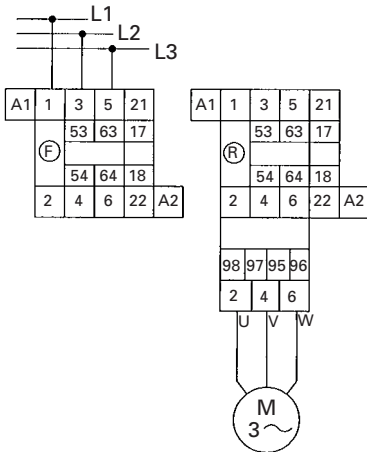 L1
L2
L3
A1 1 3 5 21
53 63 17
F
54 64 18
2 4 6 22 A2
A1 1 3 5 21
53 63 17
R
54 64 18
2 4 6 22 A2
98 97 95 96
2 4 6
U V W
M
3~